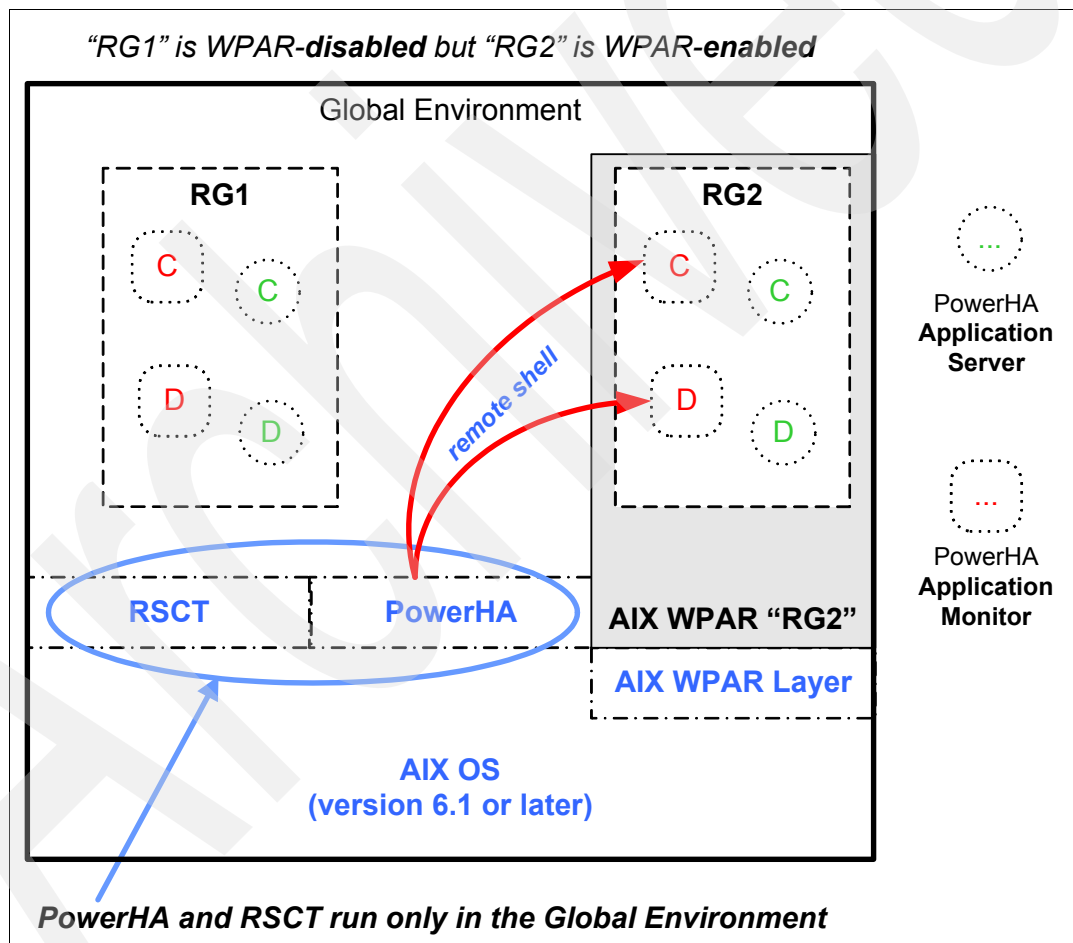 “RG1” is WPAR-disabled but “RG2” is WPAR-enabled
Global Environment
RG1
C
C
D
D
RG2
C
C
D
D
remote shell
...
PowerHA
Application
Server
...
PowerHA
Application
Monitor
RSCT
PowerHA
AIX WPAR “RG2”
AIX WPAR Layer
AIX OS
(version 6.1 or later)
PowerHA and RSCT run only in the Global Environment